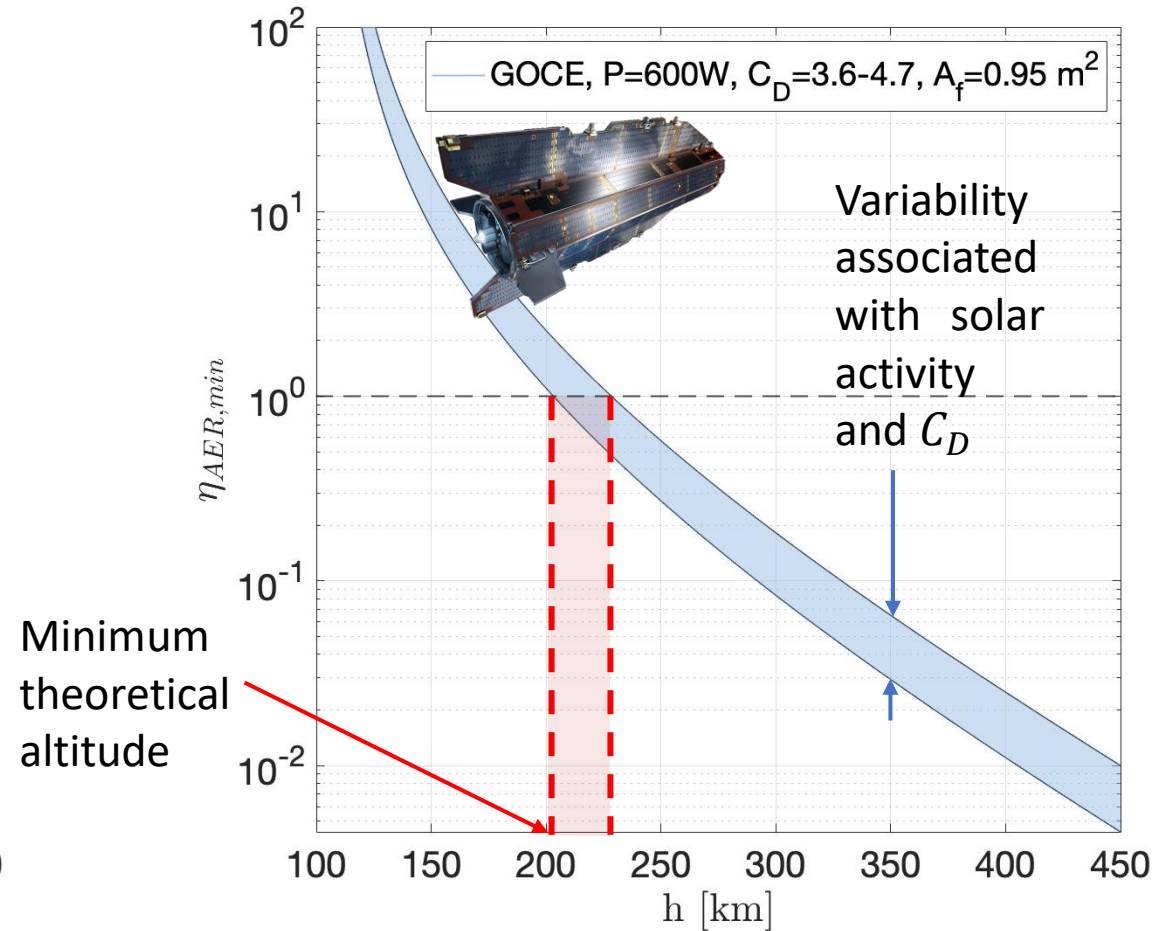 10^2
10^1
10^0
10^-1
10^-2
η_AER,min
GOCE, P=600W, C_D=3.6-4.7, A_f=0.95 m^2
Variability
associated
with solar
activity
and C_D
Minimum
theoretical
altitude
100 150 200 250 300 350 400 450
h [km]